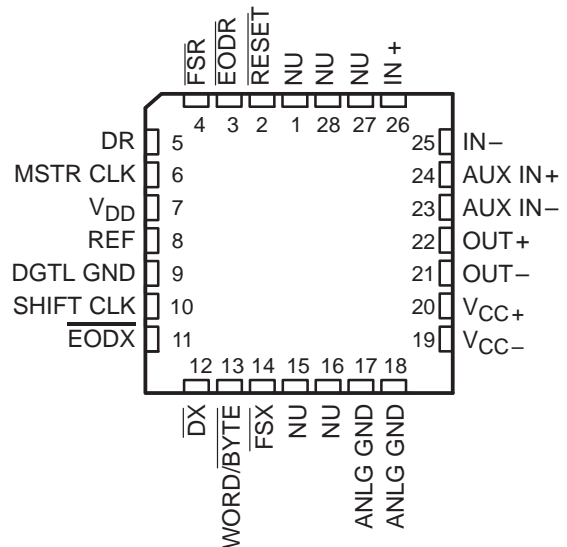 FSR
EODR
RESET
NU
NU
NU
IN +
4 3 2 1 28 27 26
DR 5
MSTR CLK 6
VDD 7
REF 8
DGTL GND 9
SHIFT CLK 10
EODX 11
25 IN−
24 AUX IN+
23 AUX IN−
22 OUT+
21 OUT−
20 VCC+
19 VCC−
12 13 14 15 16 17 18
DX
WORD/BYTE
FSX
NU
NU
ANLG GND
ANLG GND